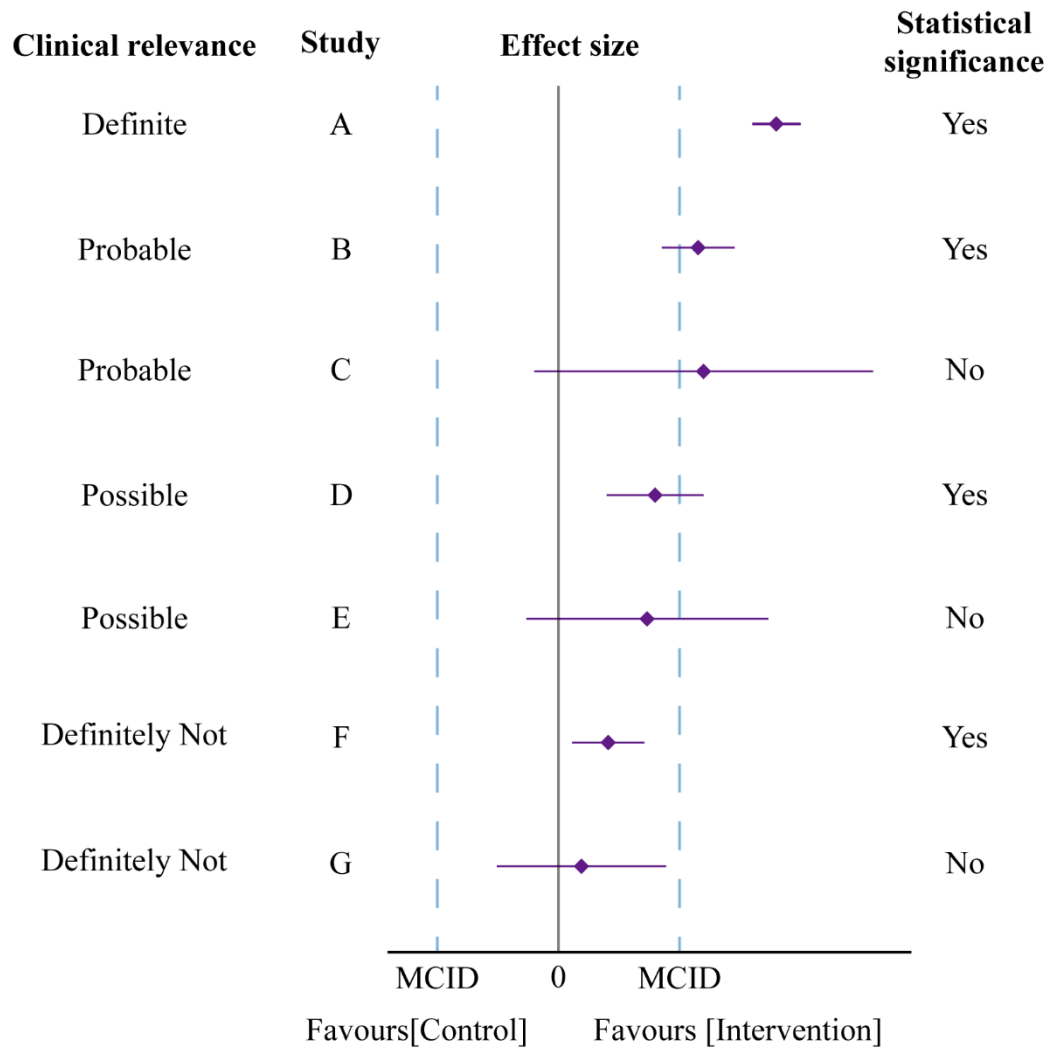 Clinical relevance Study Effect size Statistical significance
Definite A Yes
Probable B Yes
Probable C No
Possible D Yes
Possible E No
Definitely Not F Yes
Definitely Not G No
MCID 0 MCID
Favours[Control] Favours [Intervention]